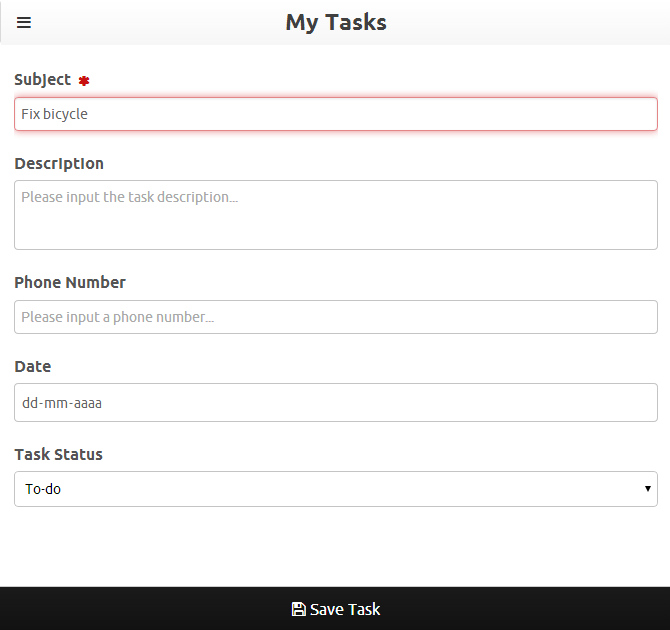 My Tasks
Subject ✱
Fix bicycle
Description
Please input the task description...
Phone Number
Please input a phone number...
Date
dd-mm-aaaa
Task Status
To-do
Save Task